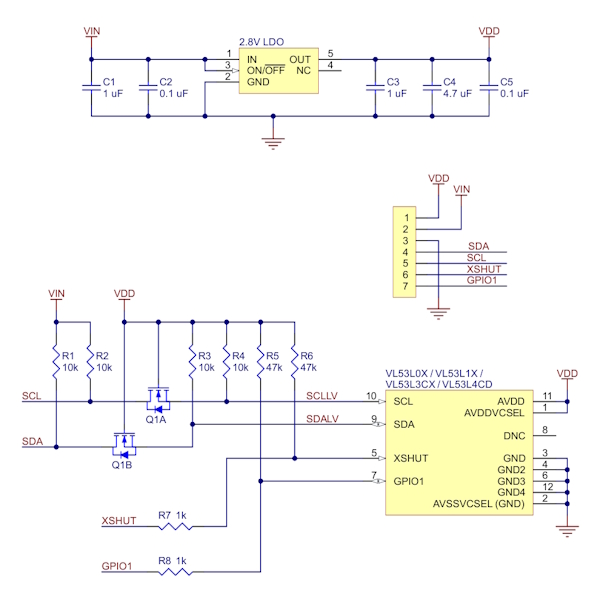 VIN
2.8V LDO
VDD
1 IN OUT 5
3 ON/OFF NC 4
2 GND
C1
1 uF
C2
0.1 uF
C3
1 uF
C4
4.7 uF
C5
0.1 uF
VDD
VIN
1
2
3
4 SDA
5 SCL
6 XSHUT
7 GPIO1
VIN
VDD
R1
10k
R2
10k
R3
10k
R4
10k
R5
47k
R6
47k
SCL
Q1A
SCLLV
SDA
Q1B
SDALV
VL53L0X / VL53L1X /
VL53L3CX / VL53L4CD
VDD
10 SCL
9 SDA
5 XSHUT
7 GPIO1
AVDD 11
AVDDVCSEL 1
DNC 8
GND 3
GND2 4
GND3 6
GND4 12
AVSSVCSEL (GND) 2
XSHUT
R7 1k
GPIO1
R8 1k